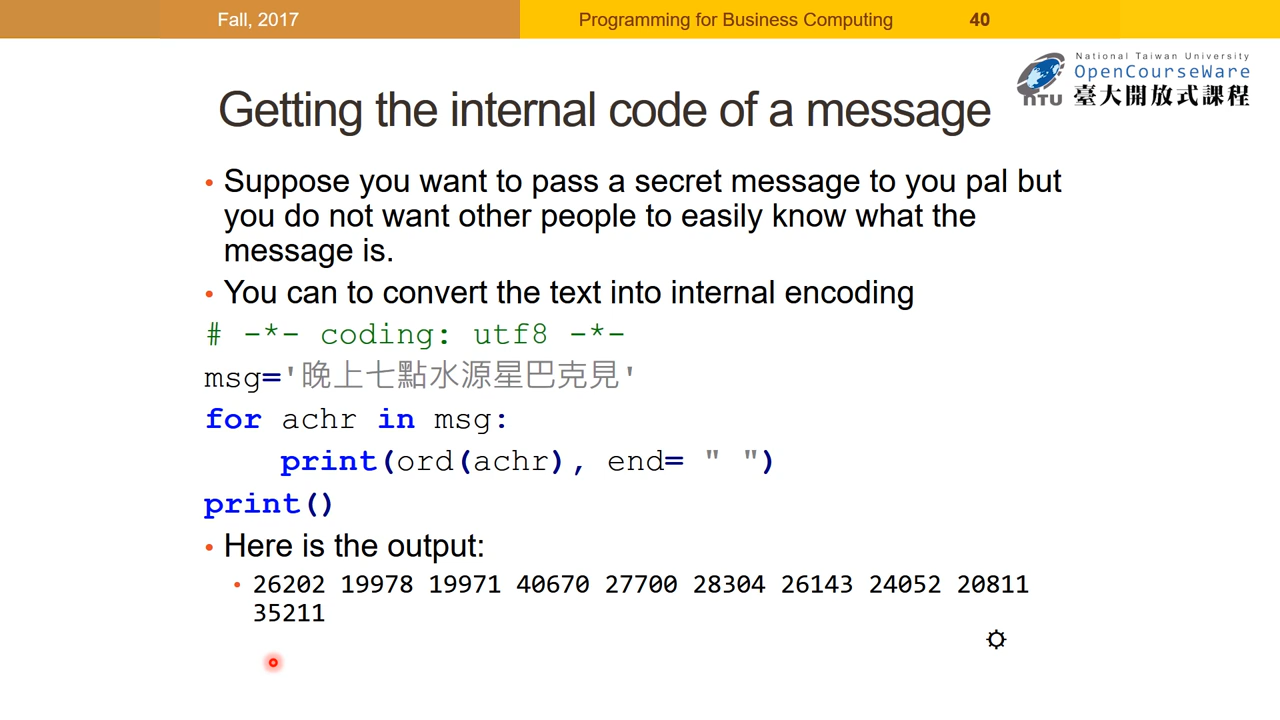 Fall, 2017
Programming for Business Computing
40
National Taiwan University
OpenCourseWare
NTU
臺大開放式課程
Getting the internal code of a message
• Suppose you want to pass a secret message to you pal but
you do not want other people to easily know what the
message is.
• You can to convert the text into internal encoding
# -*- coding: utf8 -*-
msg='晚上七點水源星巴克見'
for achr in msg:
    print(ord(achr), end= " ")
print()
• Here is the output:
• 26202 19978 19971 40670 27700 28304 26143 24052 20811
35211